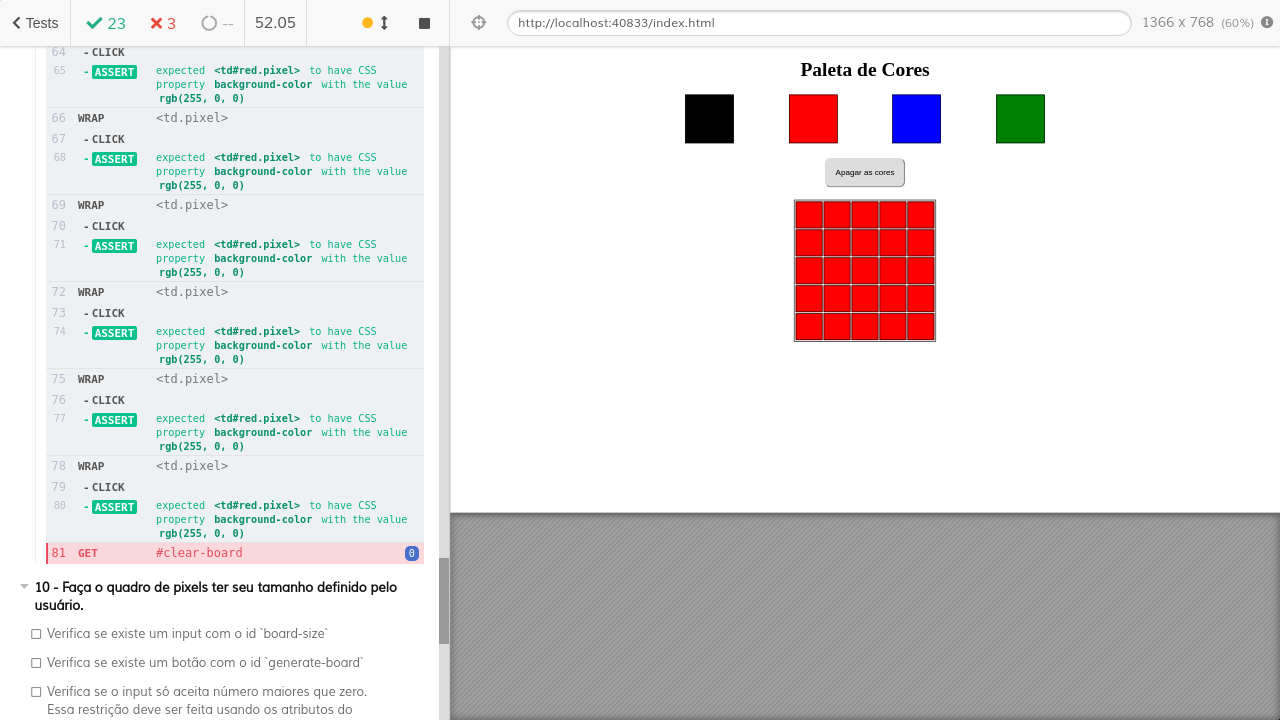 Tests 23 3 -- 52.05 http://localhost:40833/index.html 1366 x 768 (60%)
64 - CLICK
65 - ASSERT expected <td#red.pixel> to have CSS
property background-color with the value
rgb(255, 0, 0)
66 WRAP <td.pixel>
67 - CLICK
68 - ASSERT expected <td#red.pixel> to have CSS
property background-color with the value
rgb(255, 0, 0)
69 WRAP <td.pixel>
70 - CLICK
71 - ASSERT expected <td#red.pixel> to have CSS
property background-color with the value
rgb(255, 0, 0)
72 WRAP <td.pixel>
73 - CLICK
74 - ASSERT expected <td#red.pixel> to have CSS
property background-color with the value
rgb(255, 0, 0)
75 WRAP <td.pixel>
76 - CLICK
77 - ASSERT expected <td#red.pixel> to have CSS
property background-color with the value
rgb(255, 0, 0)
78 WRAP <td.pixel>
79 - CLICK
80 - ASSERT expected <td#red.pixel> to have CSS
property background-color with the value
rgb(255, 0, 0)
81 GET #clear-board 0
10 - Faça o quadro de pixels ter seu tamanho definido pelo
usuário.
Verifica se existe um input com o id `board-size`
Verifica se existe um botão com o id `generate-board`
Verifica se o input só aceita número maiores que zero.
Essa restrição deve ser feita usando os atributos do
Paleta de Cores
Apagar as cores